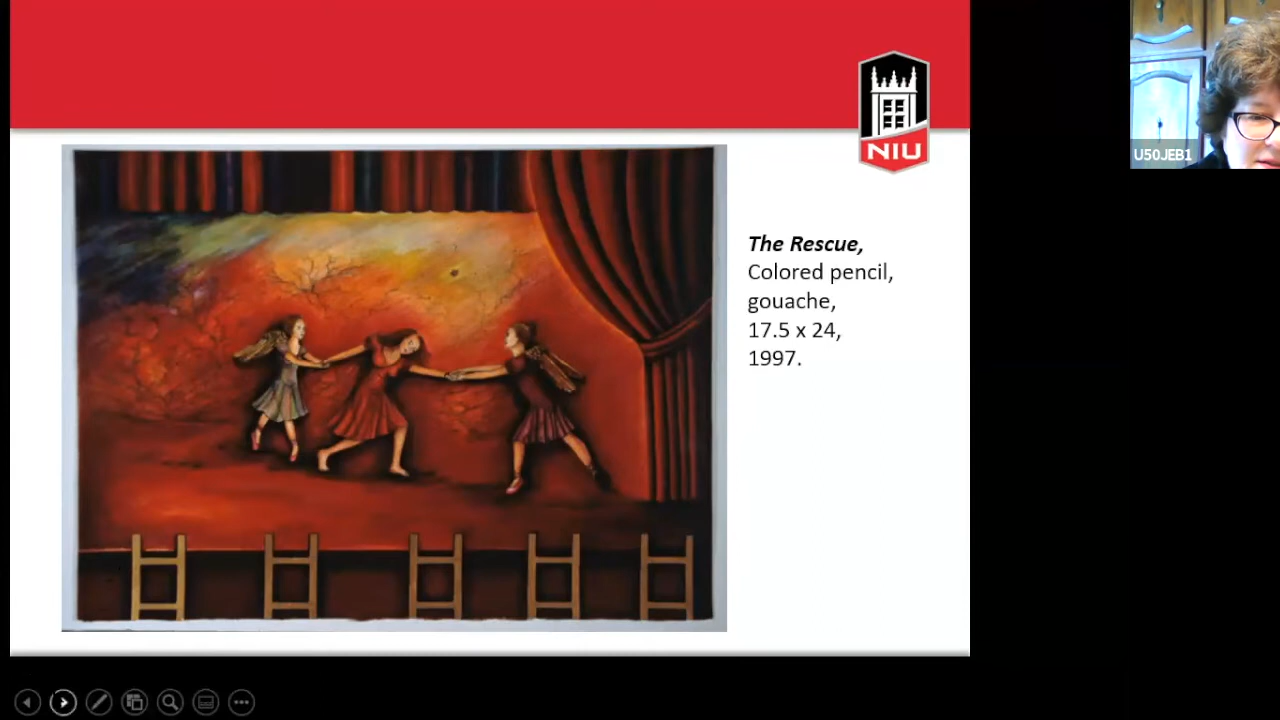 NIU
U50JEB1
The Rescue,
Colored pencil,
gouache,
17.5 x 24,
1997.